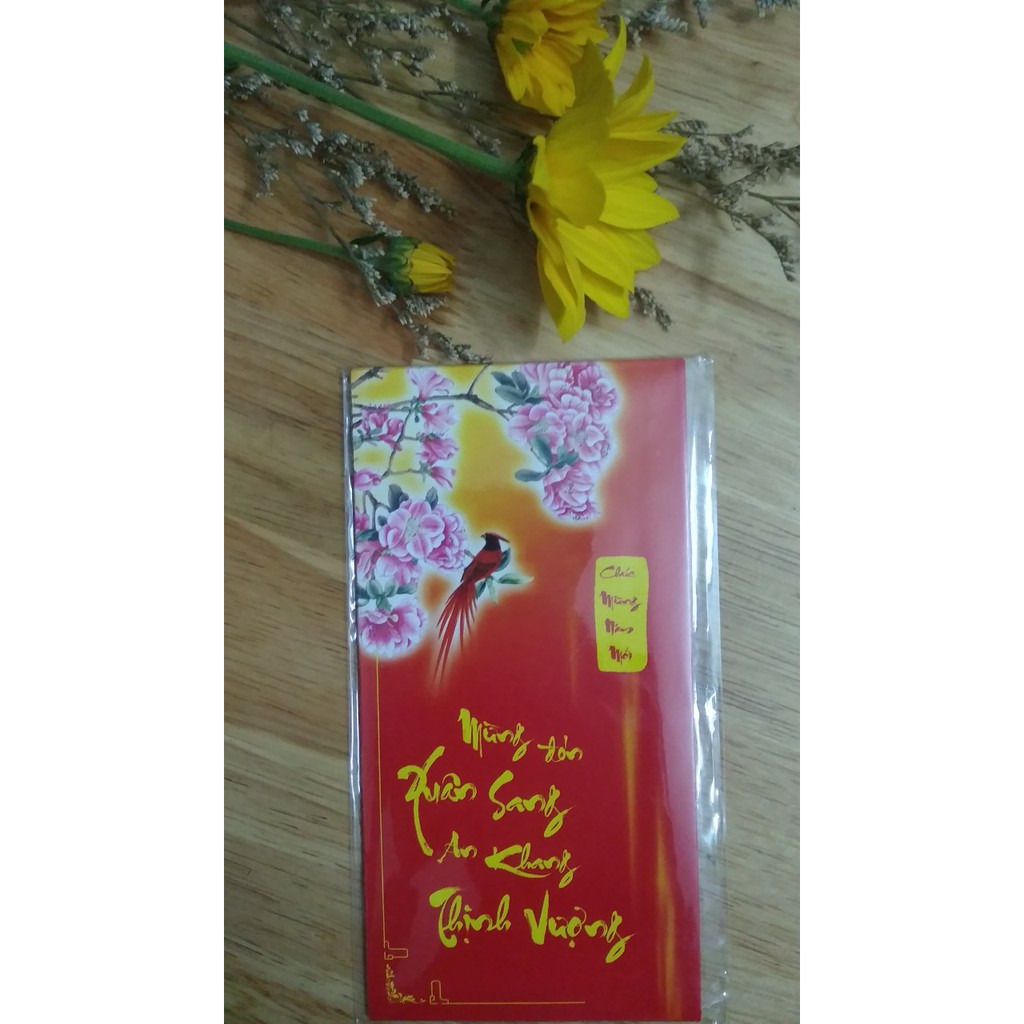 Chúc
Mừng
Năm
Mới
Mừng đón
Xuân Sang
An Khang
Thịnh Vượng